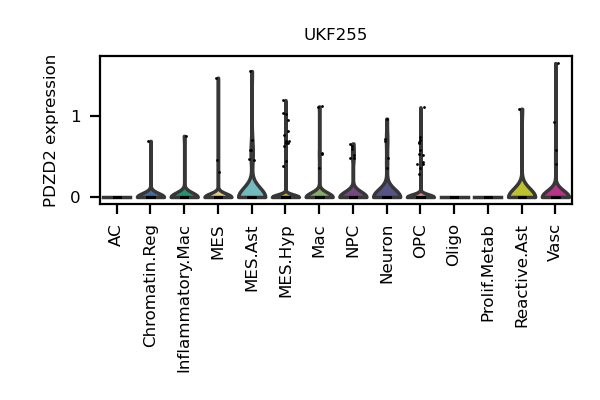 UKF255
PDZD2 expression
1
0
AC
Chromatin.Reg
Inflammatory.Mac
MES
MES.Ast
MES.Hyp
Mac
NPC
Neuron
OPC
Oligo
Prolif.Metab
Reactive.Ast
Vasc